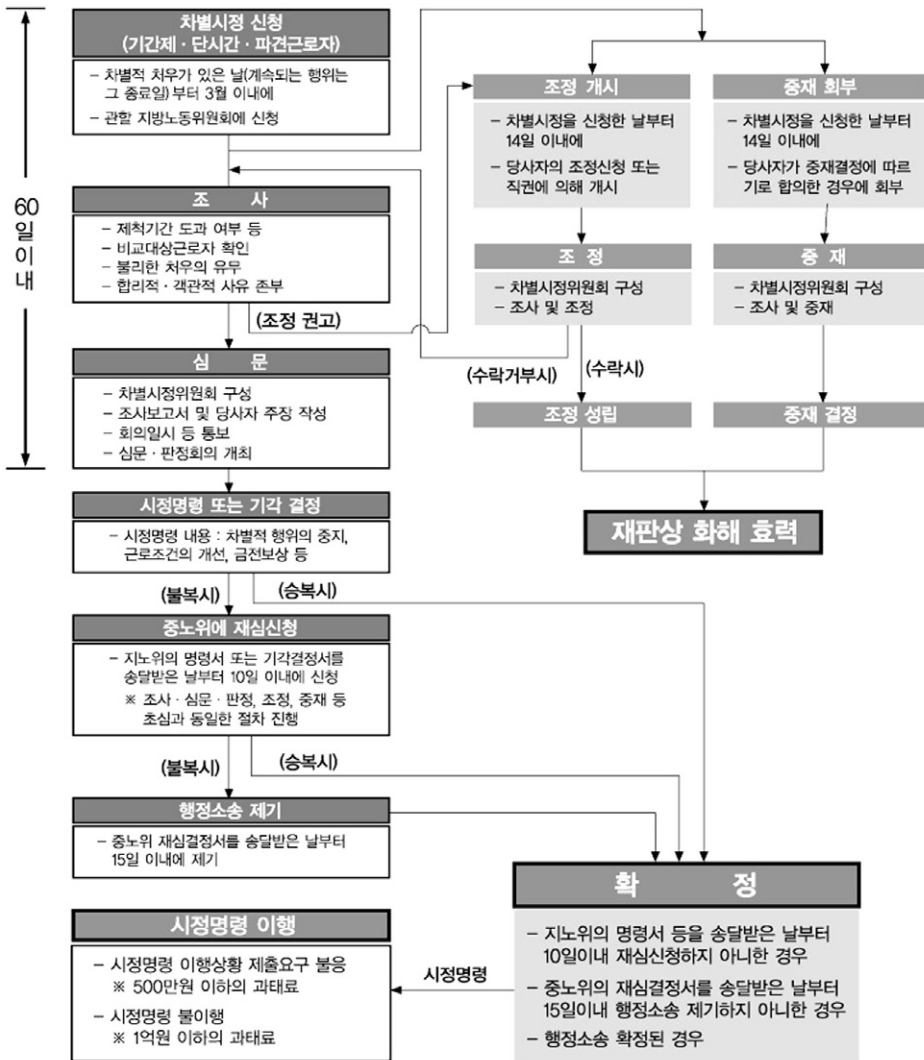 차별시정 신청
(기간제 · 단시간 · 파견근로자)
– 차별적 처우가 있은 날(계속되는 행위는
그 종료일)부터 3월 이내에
– 관할 지방노동위원회에 신청
60
일
이
내
조 사
– 제척기간 도과 여부 등
– 비교대상근로자 확인
– 불리한 처우의 유무
– 합리적 · 객관적 사유 존부
(조정 권고)
심 문
– 차별시정위원회 구성
– 조사보고서 및 당사자 주장 작성
– 회의일시 등 통보
– 심문 · 판정회의 개최
조정 개시
– 차별시정을 신청한 날부터
14일 이내에
– 당사자의 조정신청 또는
직권에 의해 개시
중재 회부
– 차별시정을 신청한 날부터
14일 이내에
– 당사자가 중재결정에 따르
기로 합의한 경우에 회부
조 정
– 차별시정위원회 구성
– 조사 및 조정
중 재
– 차별시정위원회 구성
– 조사 및 중재
(수락거부시)
(수락시)
조정 성립
중재 결정
재판상 화해 효력
시정명령 또는 기각 결정
– 시정명령 내용 : 차별적 행위의 중지,
근로조건의 개선, 금전보상 등
(불복시)
(승복시)
중노위에 재심신청
– 지노위의 명령서 또는 기각결정서를
송달받은 날부터 10일 이내에 신청
※ 조사 · 심문 · 판정, 조정, 중재 등
초심과 동일한 절차 진행
(불복시)
(승복시)
행정소송 제기
– 중노위 재심결정서를 송달받은 날부터
15일 이내에 제기
확 정
– 지노위의 명령서 등을 송달받은 날부터
10일이내 재심신청하지 아니한 경우
– 중노위의 재심결정서를 송달받은 날부터
15일이내 행정소송 제기하지 아니한 경우
– 행정소송 확정된 경우
시정명령
시정명령 이행
– 시정명령 이행상황 제출요구 불응
※ 500만원 이하의 과태료
– 시정명령 불이행
※ 1억원 이하의 과태료